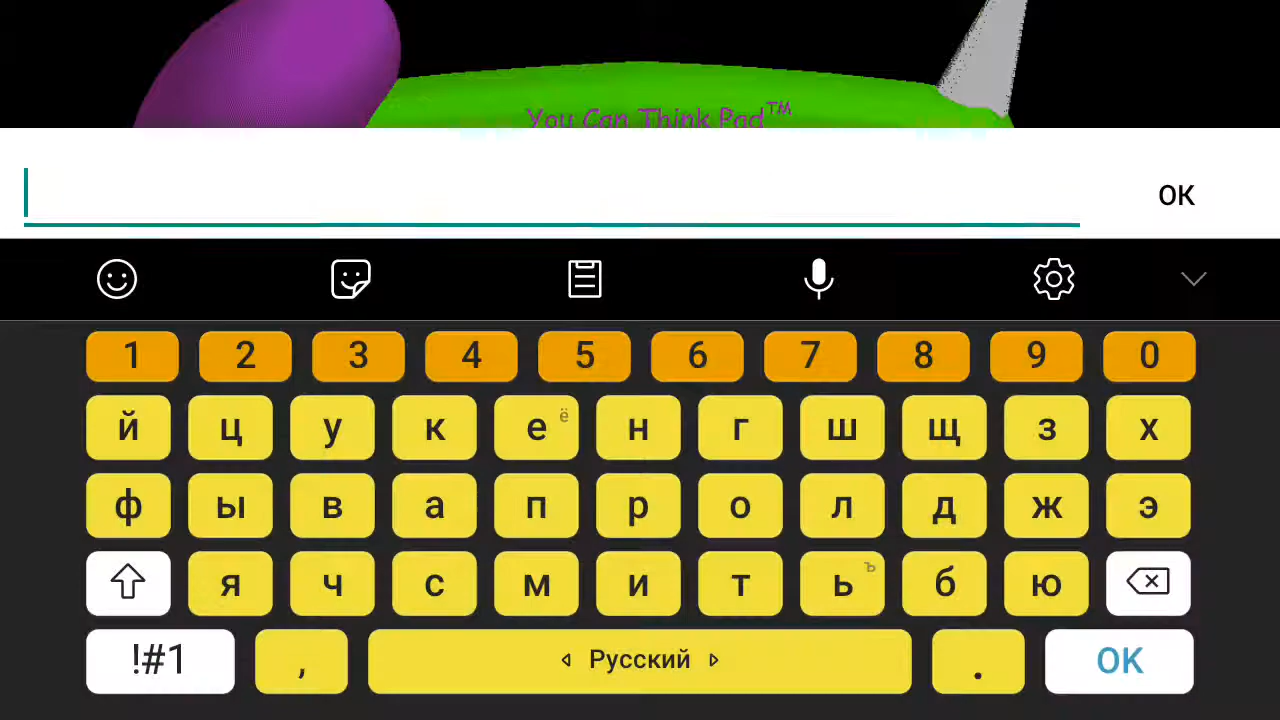 You Can Think Pad™
OK
1 2 3 4 5 6 7 8 9 0
й ц у к е ё н г ш щ з х
ф ы в а п р о л д ж э
я ч с м и т ь ъ б ю
!#1 , Русский . OK